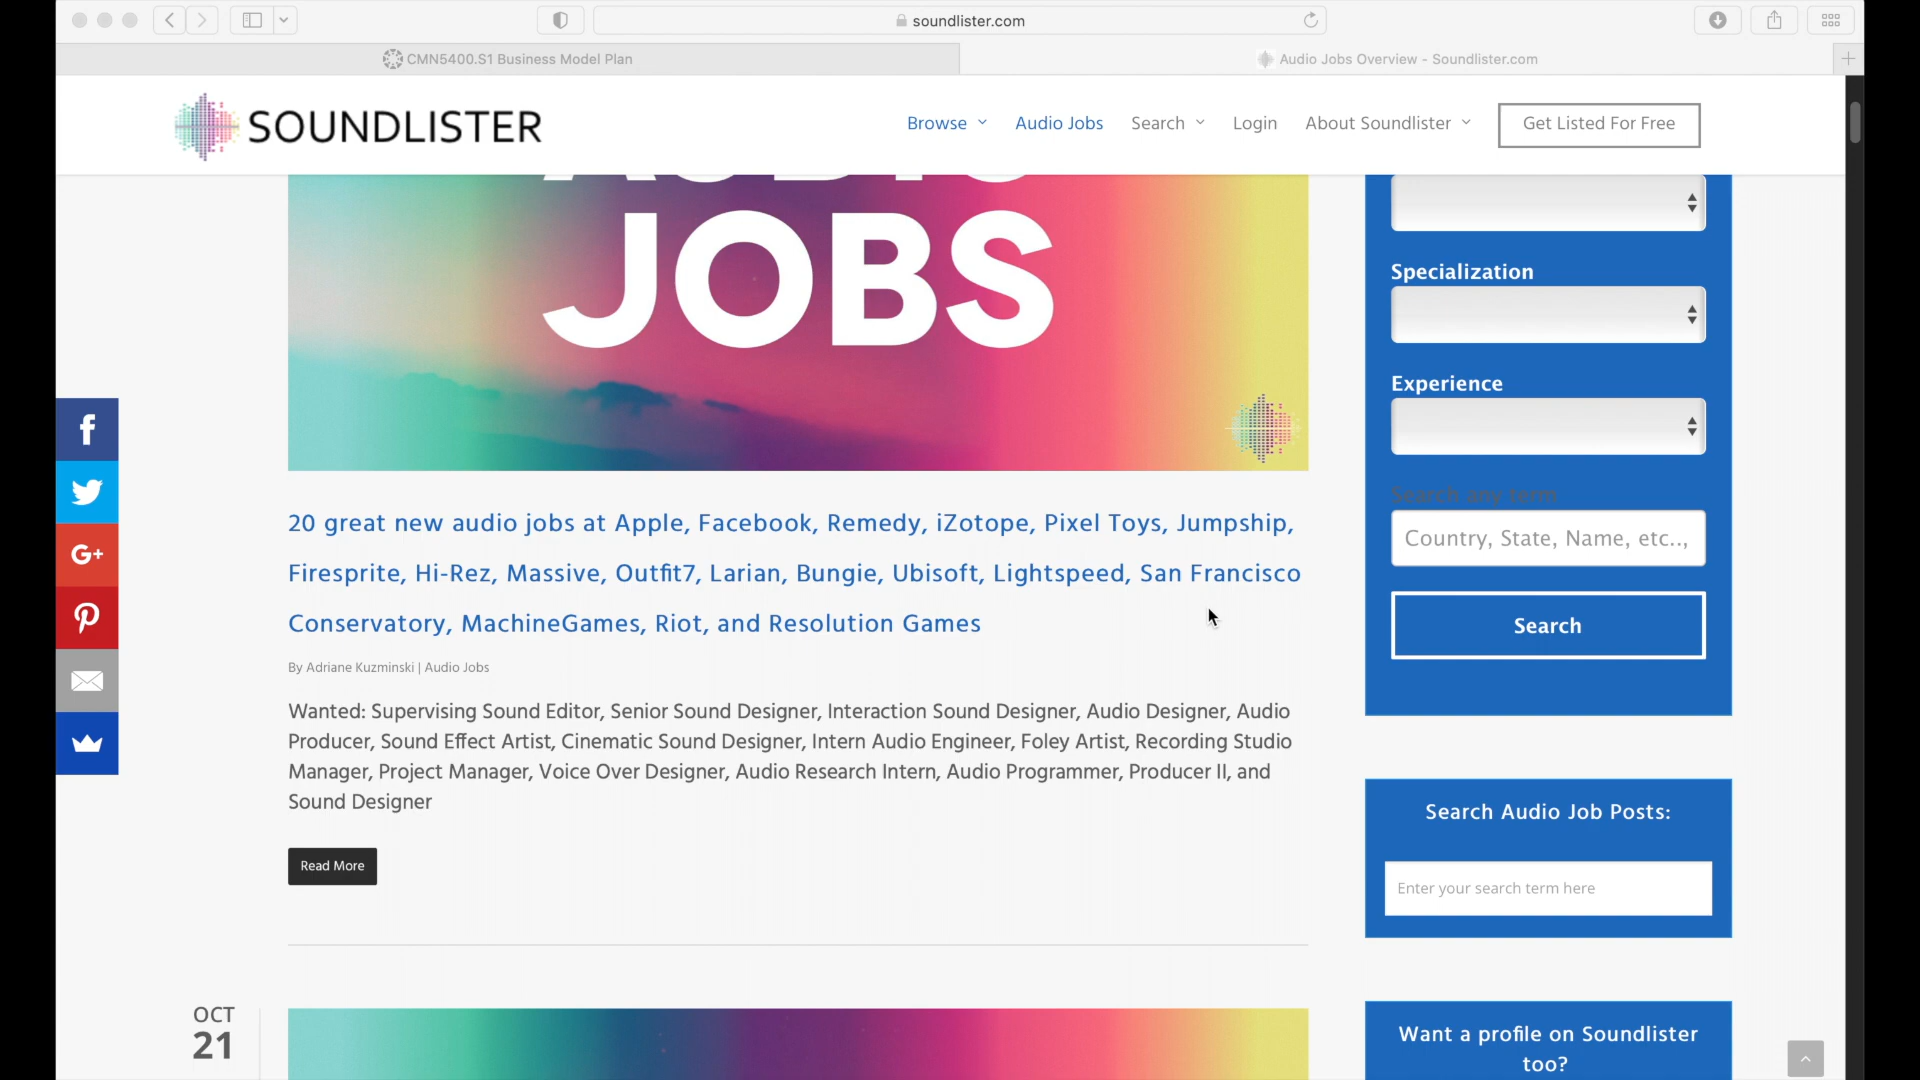 soundlister.com
CMN5400.S1 Business Model Plan
Audio Jobs Overview - Soundlister.com
SOUNDLISTER
Browse
Audio Jobs
Search
Login
About Soundlister
Get Listed For Free
JOBS
Specialization
Experience
Search any term
Country, State, Name, etc..,
Search
20 great new audio jobs at Apple, Facebook, Remedy, iZotope, Pixel Toys, Jumpship,
Firesprite, Hi-Rez, Massive, Outfit7, Larian, Bungie, Ubisoft, Lightspeed, San Francisco
Conservatory, MachineGames, Riot, and Resolution Games
By Adriane Kuzminski | Audio Jobs
Wanted: Supervising Sound Editor, Senior Sound Designer, Interaction Sound Designer, Audio Designer, Audio
Producer, Sound Effect Artist, Cinematic Sound Designer, Intern Audio Engineer, Foley Artist, Recording Studio
Manager, Project Manager, Voice Over Designer, Audio Research Intern, Audio Programmer, Producer II, and
Sound Designer
Read More
Search Audio Job Posts:
Enter your search term here
OCT
21
Want a profile on Soundlister
too?